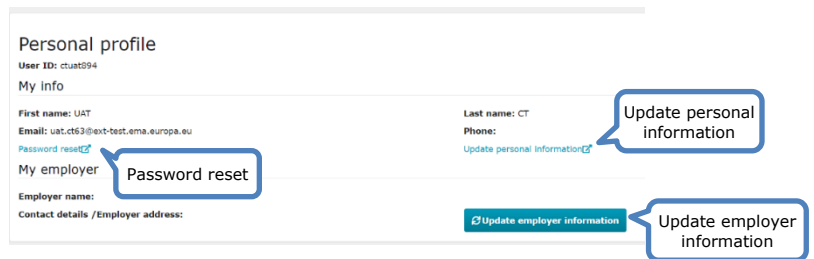 Personal profile
User ID: ctuat894
My info
First name: UAT
Last name: CT
Email: uat.ct63@ext-test.ema.europa.eu
Phone:
Password reset
Update personal information
My employer
Employer name:
Contact details /Employer address:
Update employer information
Update personal
information
Password reset
Update employer
information